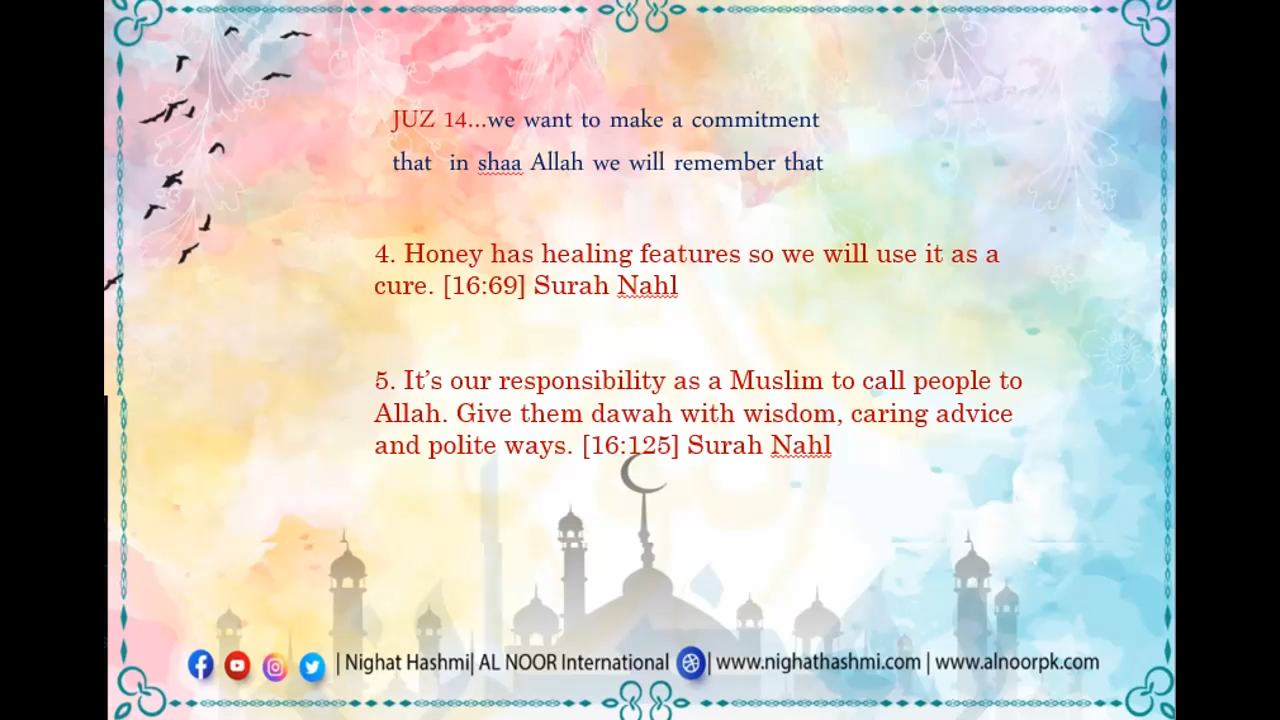 JUZ 14...we want to make a commitment
that in shaa Allah we will remember that
4. Honey has healing features so we will use it as a
cure. [16:69] Surah Nahl
5. It’s our responsibility as a Muslim to call people to
Allah. Give them dawah with wisdom, caring advice
and polite ways. [16:125] Surah Nahl
| Nighat Hashmi| AL NOOR International | www.nighathashmi.com | www.alnoorpk.com